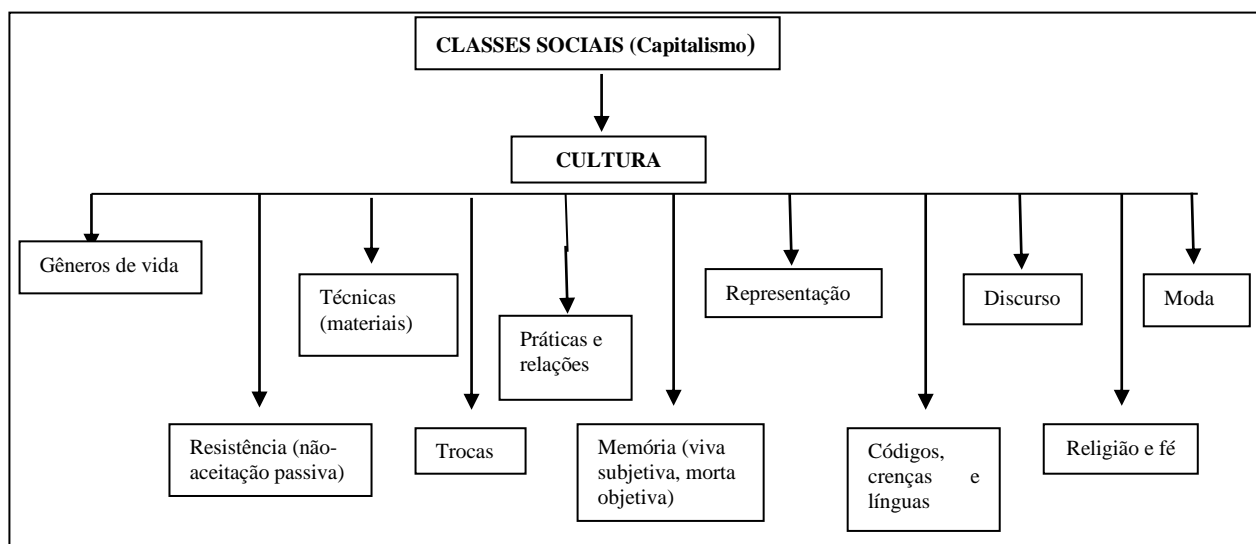 CLASSES SOCIAIS (Capitalismo)
CULTURA
Gêneros de vida
Técnicas
(materiais)
Práticas e
relações
Representação
Discurso
Moda
Resistência (não-
aceitação passiva)
Trocas
Memória (viva
subjetiva, morta
objetiva)
Códigos,
crenças e
línguas
Religião e fé